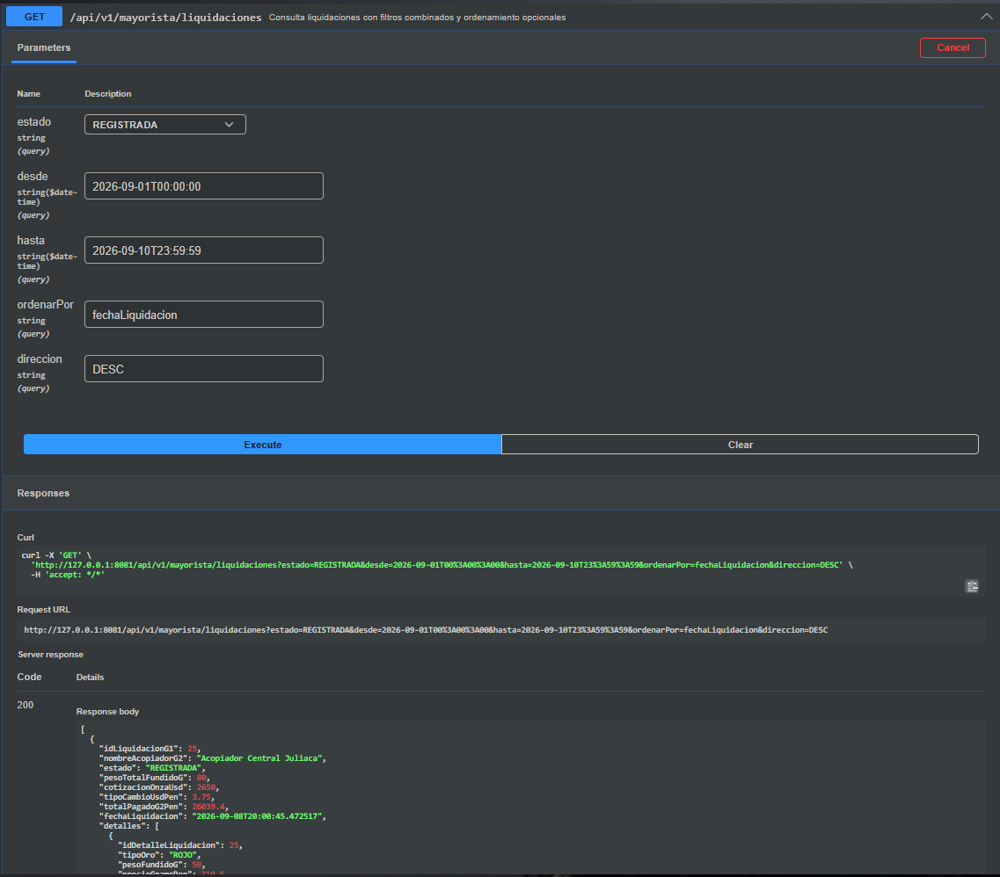 GET /api/v1/mayorista/liquidaciones Consulta liquidaciones con filtros combinados y ordenamiento opcionales
Parameters
Cancel
Name Description
estado
string
(query)
REGISTRADA
desde
string($date-
time)
(query)
2026-09-01T00:00:00
hasta
string($date-
time)
(query)
2026-09-10T23:59:59
ordenarPor
string
(query)
fechaLiquidacion
direccion
string
(query)
DESC
Execute Clear
Responses
Curl
curl -X 'GET' \
'http://127.0.0.1:8081/api/v1/mayorista/liquidaciones?estado=REGISTRADA&desde=2026-09-01T00%3A00%3A00&hasta=2026-09-10T23%3A59%3A59&ordenarPor=fechaLiquidacion&direccion=DESC' \
-H 'accept: */*'
Request URL
http://127.0.0.1:8081/api/v1/mayorista/liquidaciones?estado=REGISTRADA&desde=2026-09-01T00%3A00%3A00&hasta=2026-09-10T23%3A59%3A59&ordenarPor=fechaLiquidacion&direccion=DESC
Server response
Code Details
200
Response body
[
{
"idLiquidacionG1": 25,
"nombreAcopiadorG2": "Acopiador Central Juliaca",
"estado": "REGISTRADA",
"pesoTotalFundidoG": 80,
"cotizacionOnzaUsd": 2650,
"tipoCambioUsdPen": 3.75,
"totalPagadoG2Pen": 26039.4,
"fechaLiquidacion": "2026-09-08T20:00:45.472517",
"detalles": [
{
"idDetalleLiquidacion": 25,
"tipoOro": "ROJO",
"pesoFundidoG": 50,